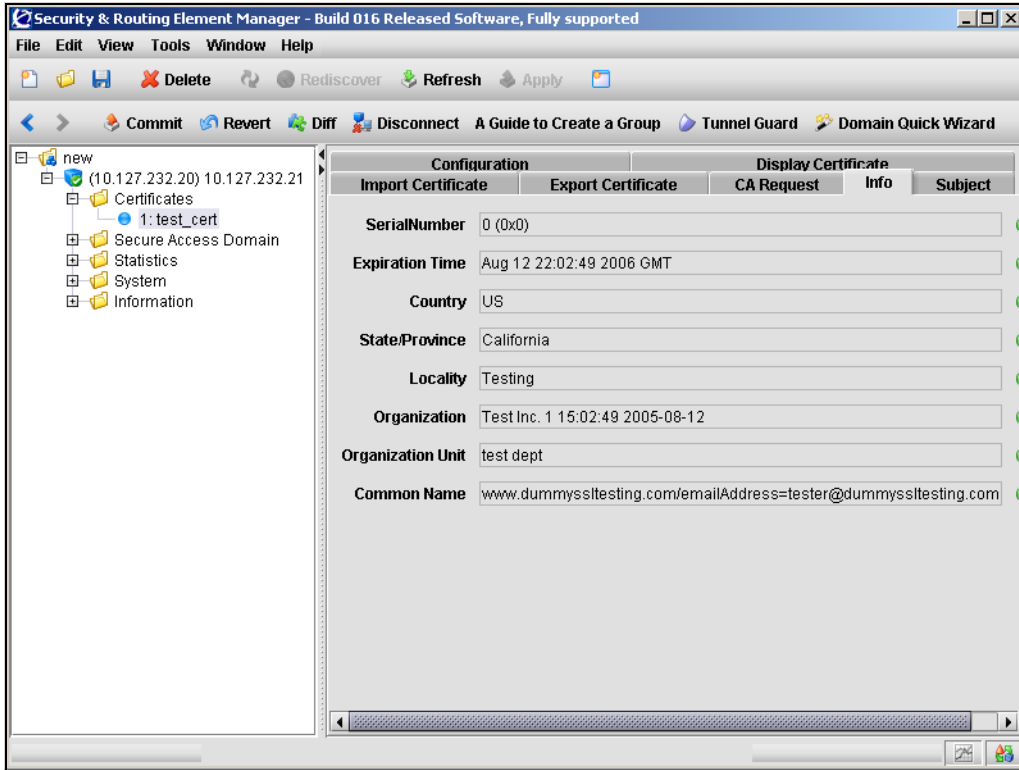 Security & Routing Element Manager - Build 016 Released Software, Fully supported
File Edit View Tools Window Help
Delete Rediscover Refresh Apply
Commit Revert Diff Disconnect A Guide to Create a Group Tunnel Guard Domain Quick Wizard
new
(10.127.232.20) 10.127.232.21
Certificates
1: test_cert
Secure Access Domain
Statistics
System
Information
Configuration Display Certificate
Import Certificate Export Certificate CA Request Info Subject
SerialNumber 0 (0x0)
Expiration Time Aug 12 22:02:49 2006 GMT
Country US
State/Province California
Locality Testing
Organization Test Inc. 1 15:02:49 2005-08-12
Organization Unit test dept
Common Name www.dummyssltesting.com/emailAddress=tester@dummyssltesting.com